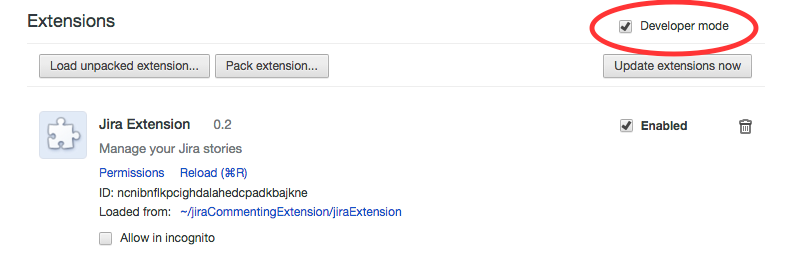 Extensions
Developer mode
Load unpacked extension... Pack extension... Update extensions now
Jira Extension 0.2 Enabled
Manage your Jira stories
Permissions Reload (⌘R)
ID: ncnibnflkpcighdalahedcpadkbajkne
Loaded from: ~/jiraCommentingExtension/jiraExtension
Allow in incognito